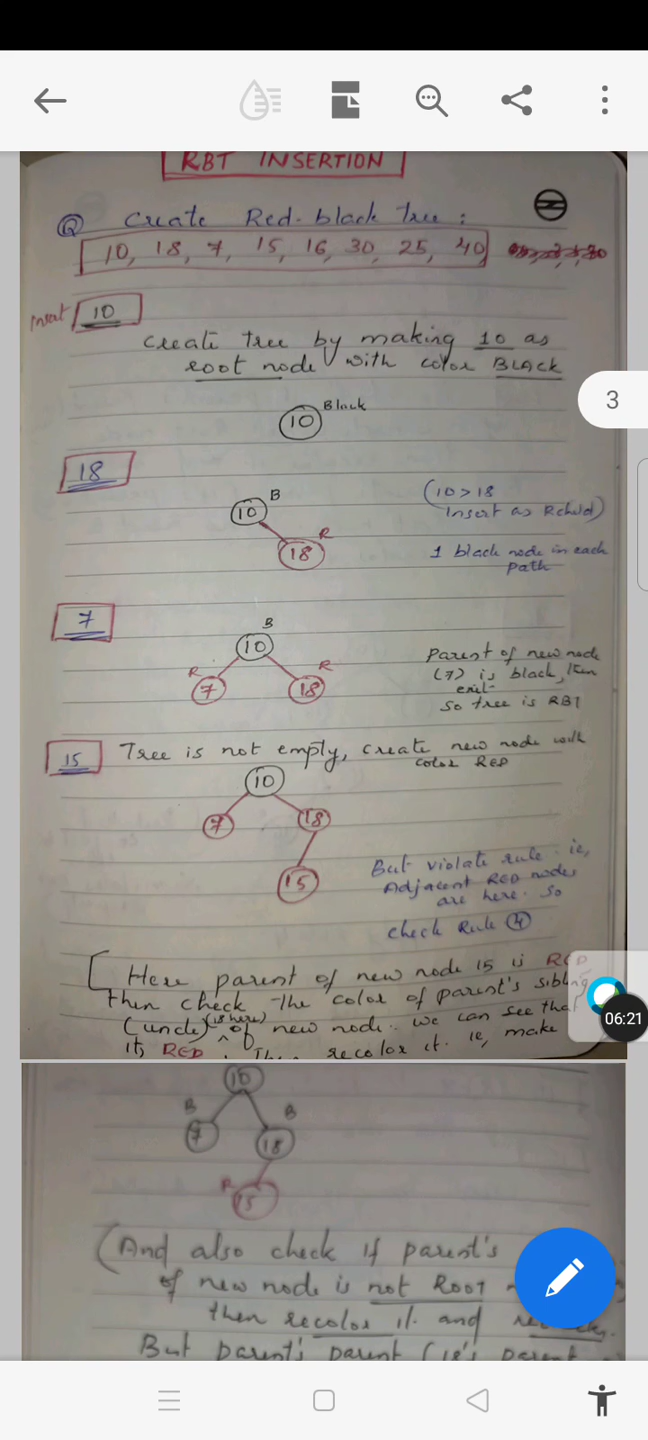 RBT INSERTION
Q Create Red-black tree:
10, 18, 7, 15, 16, 30, 25, 40
Insert 10
create tree by making 10 as
root node with color BLACK
3
10 Black
18
B
10
R
18
(10 > 18
Insert as Rchild)
1 black node in each
path
7
B
10
R R
7 18
Parent of new node
(7) is black, then
exit
so tree is RBT
15 Tree is not empty, create new node with
color RED
10
7 18
15
But violate rule ie,
Adjacent RED nodes
are here. so
check Rule 4
Here parent of new node 15 is RED
then check the color of parent's sibling
(uncle) (is here) of new node. we can see that
it's RED. Then recolor it. ie, make
06:21
10
B B
7 18
R
15
(And also check if parent's
of new node is not ROOT
then recolor it and
But parent's parent (18's parent